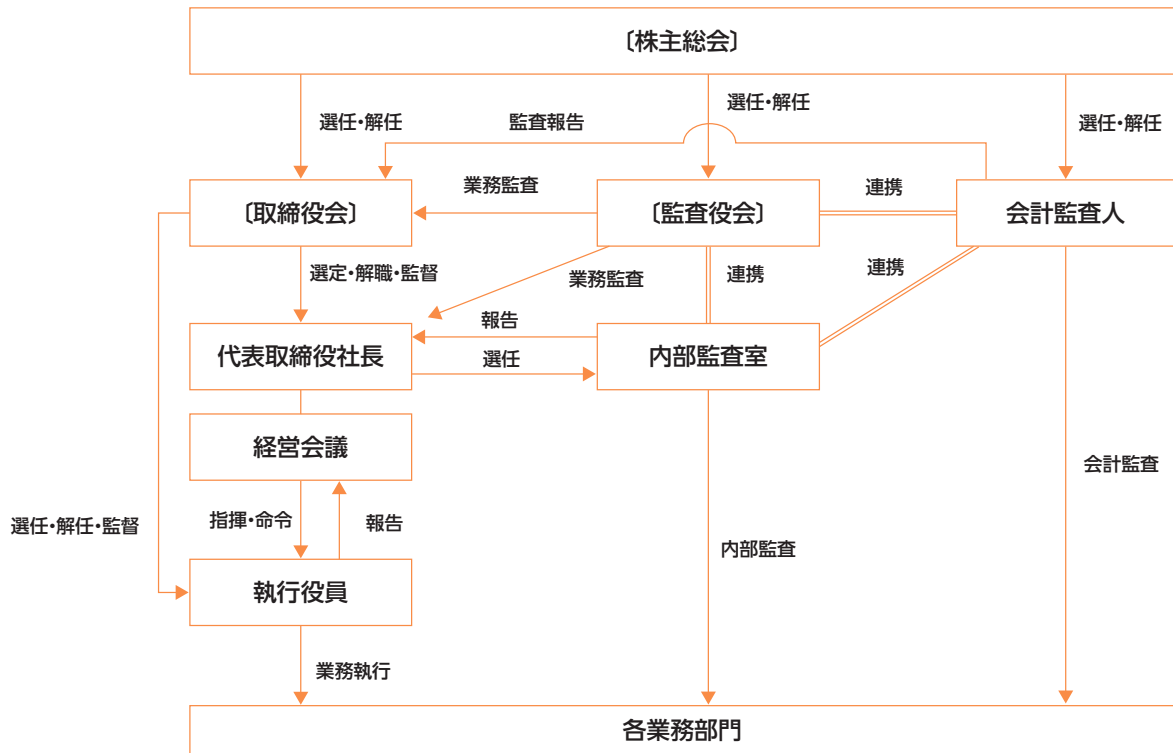 〔株主総会〕
選任・解任
監査報告
選任・解任
選任・解任
〔取締役会〕
業務監査
〔監査役会〕
連携
会計監査人
選定・解職・監督
業務監査
連携
連携
代表取締役社長
報告
選任
内部監査室
経営会議
会計監査
選任・解任・監督
指揮・命令
報告
内部監査
執行役員
業務執行
各業務部門